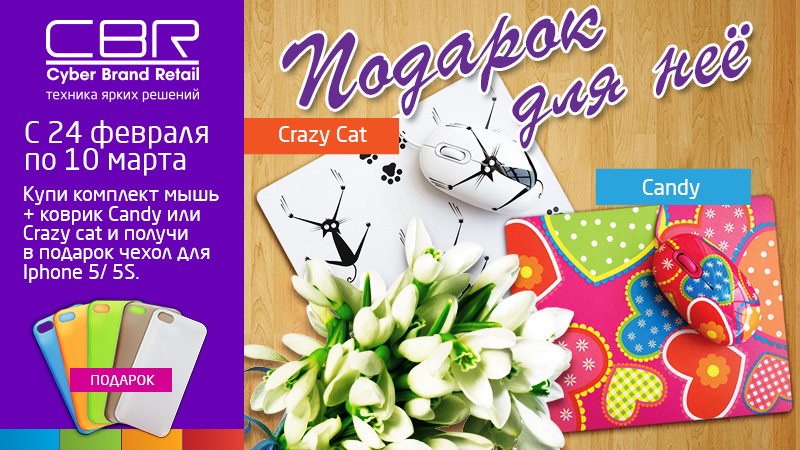 CBR
Cyber Brand Retail
техника ярких решений
С 24 февраля
по 10 марта
Купи комплект мышь
+ коврик Candy или
Crazy cat и получи
в подарок чехол для
Iphone 5/ 5S.
ПОДАРОК
Подарок
для неё
Crazy Cat
Candy